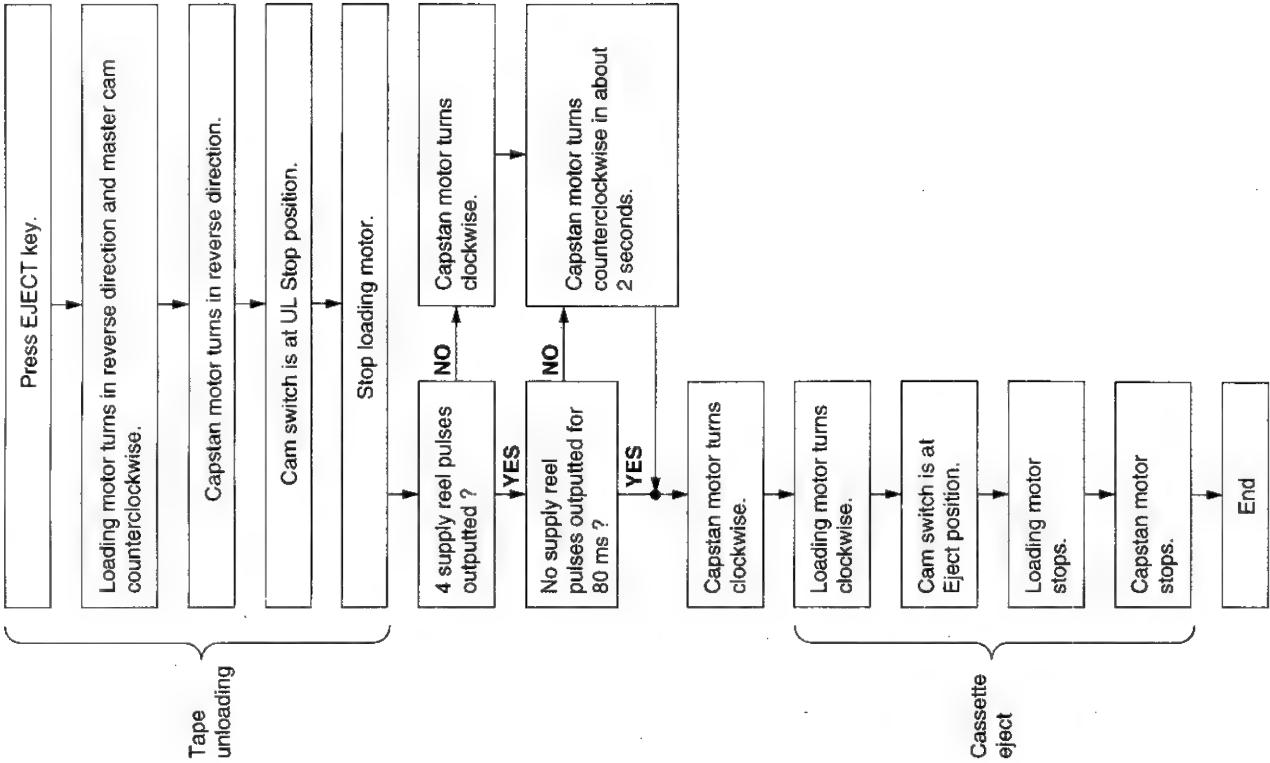 Press EJECT key.
Loading motor turns in reverse direction and master cam
counterclockwise.
Capstan motor turns in reverse direction.
Cam switch is at UL Stop position.
Stop loading motor.
Tape
unloading
4 supply reel pulses
outputted ?
NO
Capstan motor turns
clockwise.
YES
No supply reel
pulses outputted for
80 ms ?
NO
Capstan motor turns
counterclockwise in about
2 seconds.
YES
Capstan motor turns
clockwise.
Loading motor turns
clockwise.
Cam switch is at
Eject position.
Loading motor
stops.
Capstan motor
stops.
Cassette
eject
End